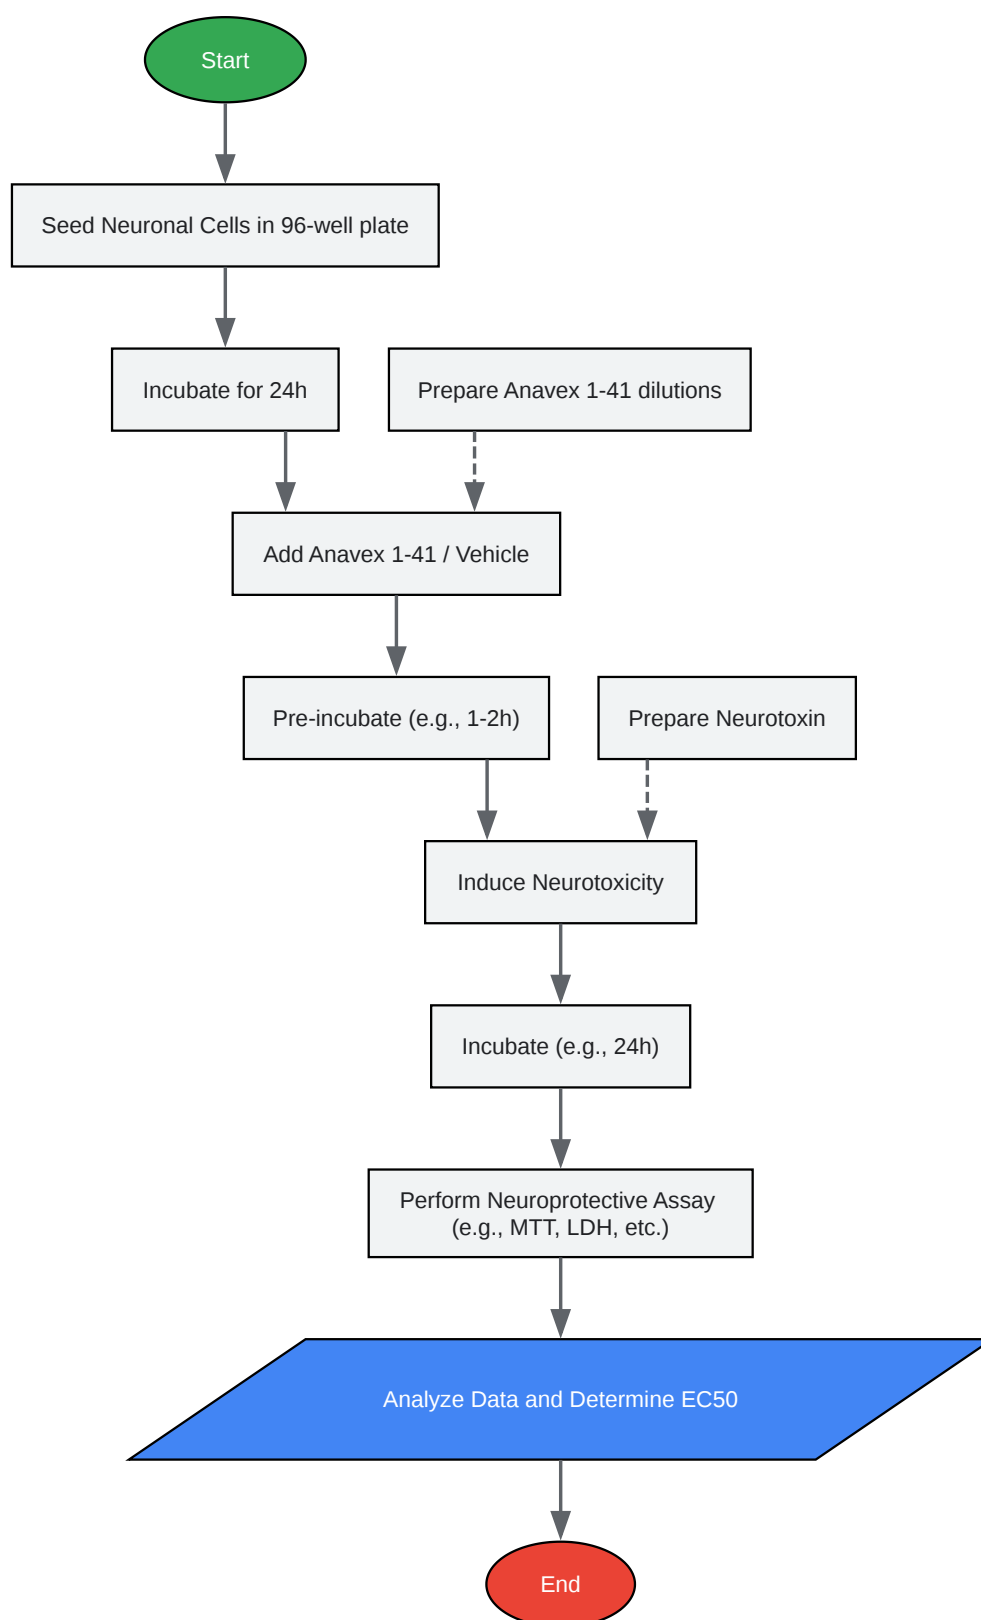 Start
Seed Neuronal Cells in 96-well plate
Incubate for 24h
Prepare Anavex 1-41 dilutions
Add Anavex 1-41 / Vehicle
Pre-incubate (e.g., 1-2h)
Prepare Neurotoxin
Induce Neurotoxicity
Incubate (e.g., 24h)
Perform Neuroprotective Assay
(e.g., MTT, LDH, etc.)
Analyze Data and Determine EC50
End